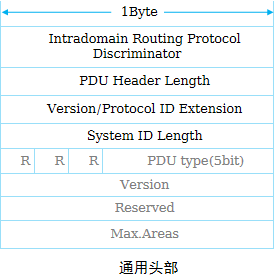 1Byte
Intradomain Routing Protocol
Discriminator
PDU Header Length
Version/Protocol ID Extension
System ID Length
R R R PDU type(5bit)
Version
Reserved
Max.Areas
通用头部